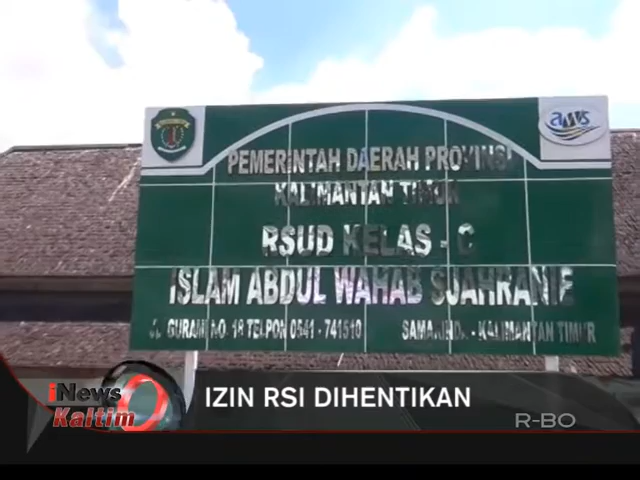 aws
PEMERINTAH DAERAH PROVINSI
KALIMANTAN TIMUR
RSUD KELAS - C
ISLAM ABDUL WAHAB SJAHRANIE
JL GURAMI NO. 18 TELPON 0541 - 741510
SAMARINDA - KALIMANTAN TIMUR
iNews
Kaltim
IZIN RSI DIHENTIKAN
R-BO